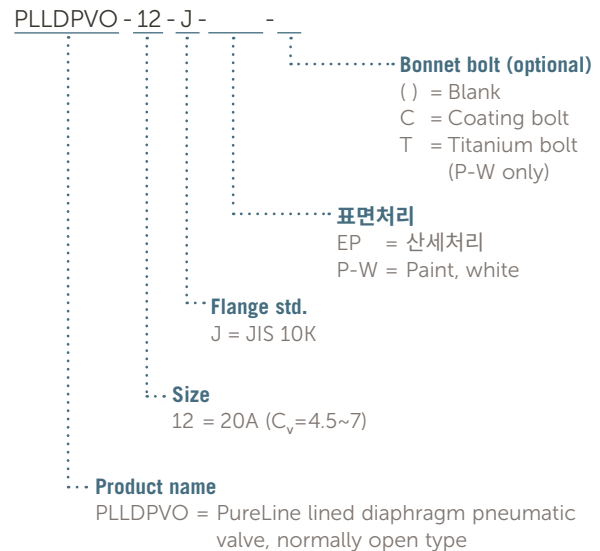 PLLDPVO - 12 - J -        -
Bonnet bolt (optional)
( ) = Blank
C = Coating bolt
T = Titanium bolt
(P-W only)
표면처리
EP = 산세처리
P-W = Paint, white
Flange std.
J = JIS 10K
Size
12 = 20A (Cv=4.5~7)
Product name
PLLDPVO = PureLine lined diaphragm pneumatic
valve, normally open type